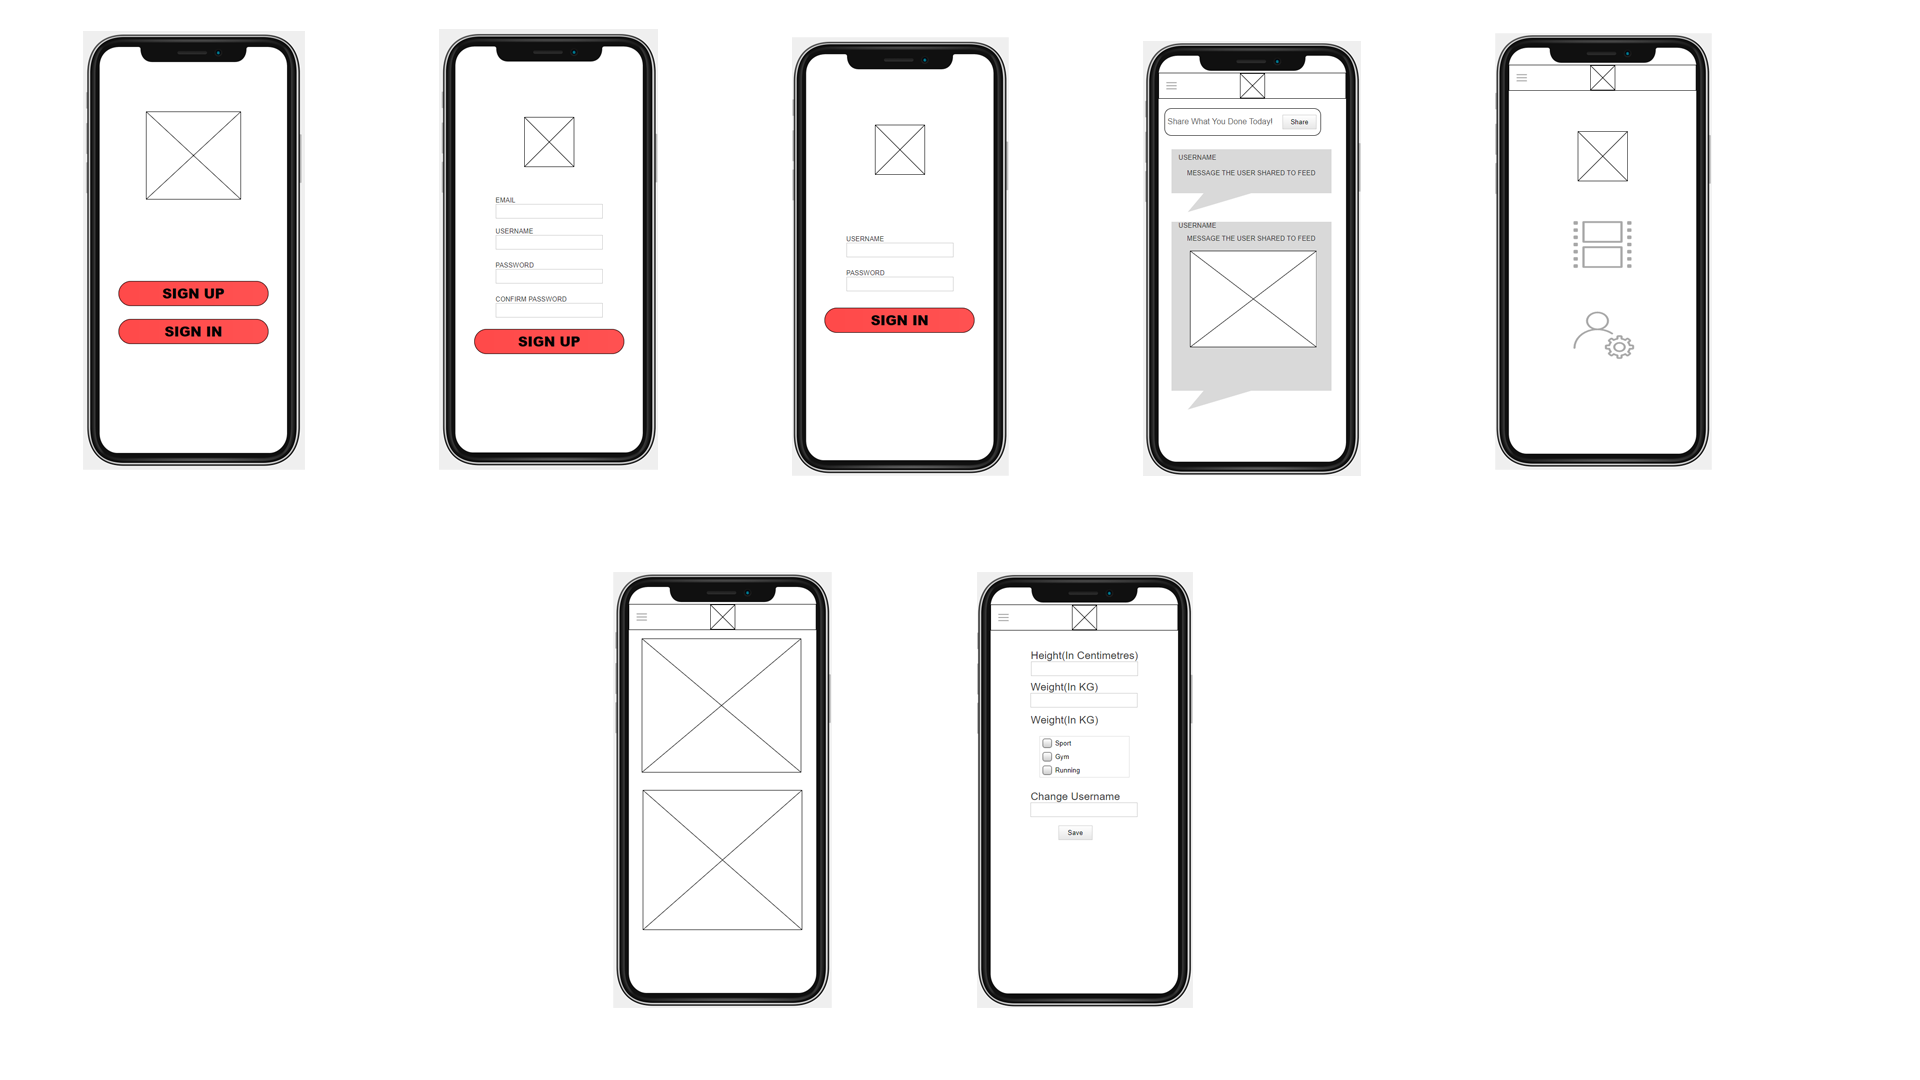 SIGN UP
SIGN IN
EMAIL
USERNAME
PASSWORD
CONFIRM PASSWORD
SIGN UP
USERNAME
PASSWORD
SIGN IN
Share What You Done Today!
Share
USERNAME
MESSAGE THE USER SHARED TO FEED
USERNAME
MESSAGE THE USER SHARED TO FEED
Height(In Centimetres)
Weight(In KG)
Weight(In KG)
Sport
Gym
Running
Change Username
Save